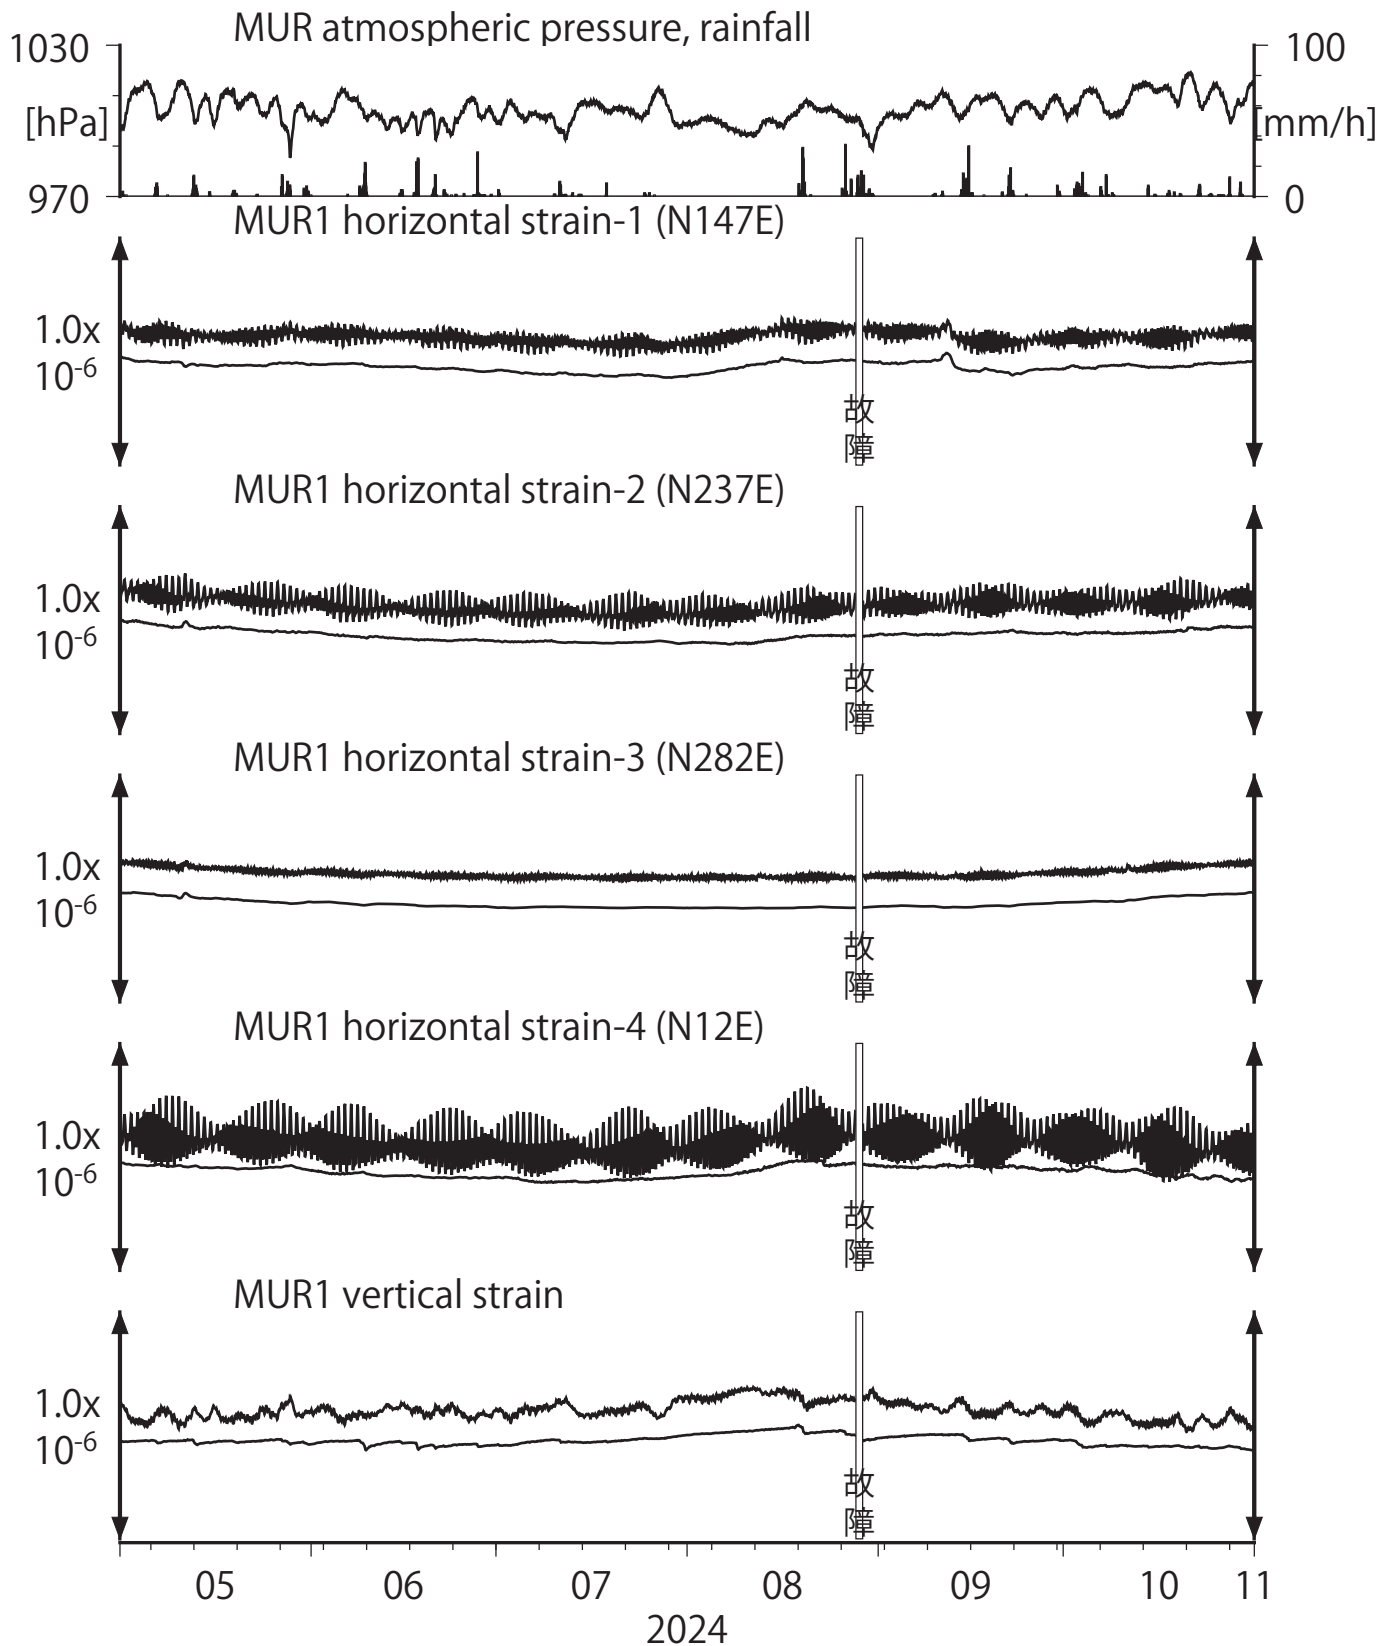 MUR atmospheric pressure, rainfall
1030
100
[hPa]
[mm/h]
970
0
MUR1 horizontal strain-1 (N147E)
1.0x
10-6
故
障
MUR1 horizontal strain-2 (N237E)
1.0x
10-6
故
障
MUR1 horizontal strain-3 (N282E)
1.0x
10-6
故
障
MUR1 horizontal strain-4 (N12E)
1.0x
10-6
故
障
MUR1 vertical strain
1.0x
10-6
故
障
05 06 07 08 09 10 11
2024